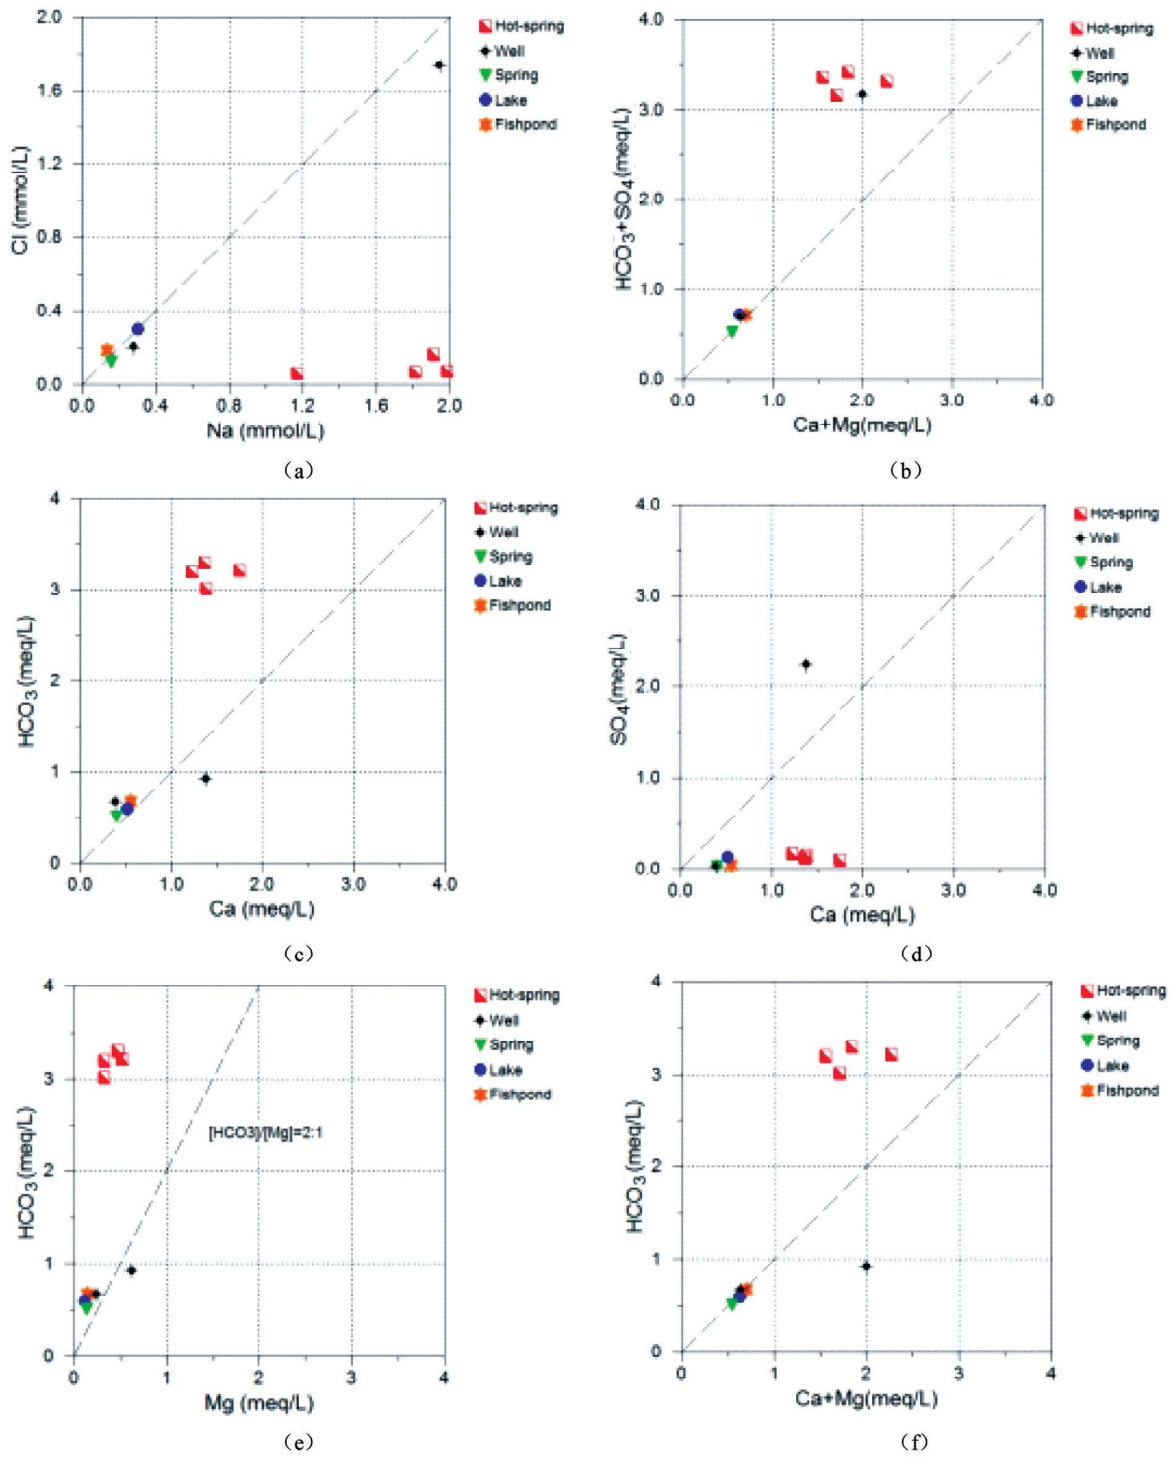 Cl (mmol/L)
2.0
1.6
1.2
0.8
0.4
0.0
0.0 0.4 0.8 1.2 1.6 2.0
Na (mmol/L)
Hot-spring
Well
Spring
Lake
Fishpond
(a)
HCO3+SO4(meq/L)
4.0
3.0
2.0
1.0
0.0
0.0 1.0 2.0 3.0 4.0
Ca+Mg(meq/L)
Hot-spring
Well
Spring
Lake
Fishpond
(b)
HCO3 (meq/L)
4
3
2
1
0
0.0 1.0 2.0 3.0 4.0
Ca (meq/L)
Hot-spring
Well
Spring
Lake
Fishpond
(c)
SO4(meq/L)
4.0
3.0
2.0
1.0
0.0
0.0 1.0 2.0 3.0 4.0
Ca (meq/L)
Hot-spring
Well
Spring
Lake
Fishpond
(d)
HCO3 (meq/L)
4
3
2
1
0
0 1 2 3 4
Mg (meq/L)
[HCO3]/[Mg]=2:1
Hot-spring
Well
Spring
Lake
Fishpond
(e)
HCO3 (meq/L)
4
3
2
1
0
0 1 2 3 4
Ca+Mg(meq/L)
Hot-spring
Well
Spring
Lake
Fishpond
(f)